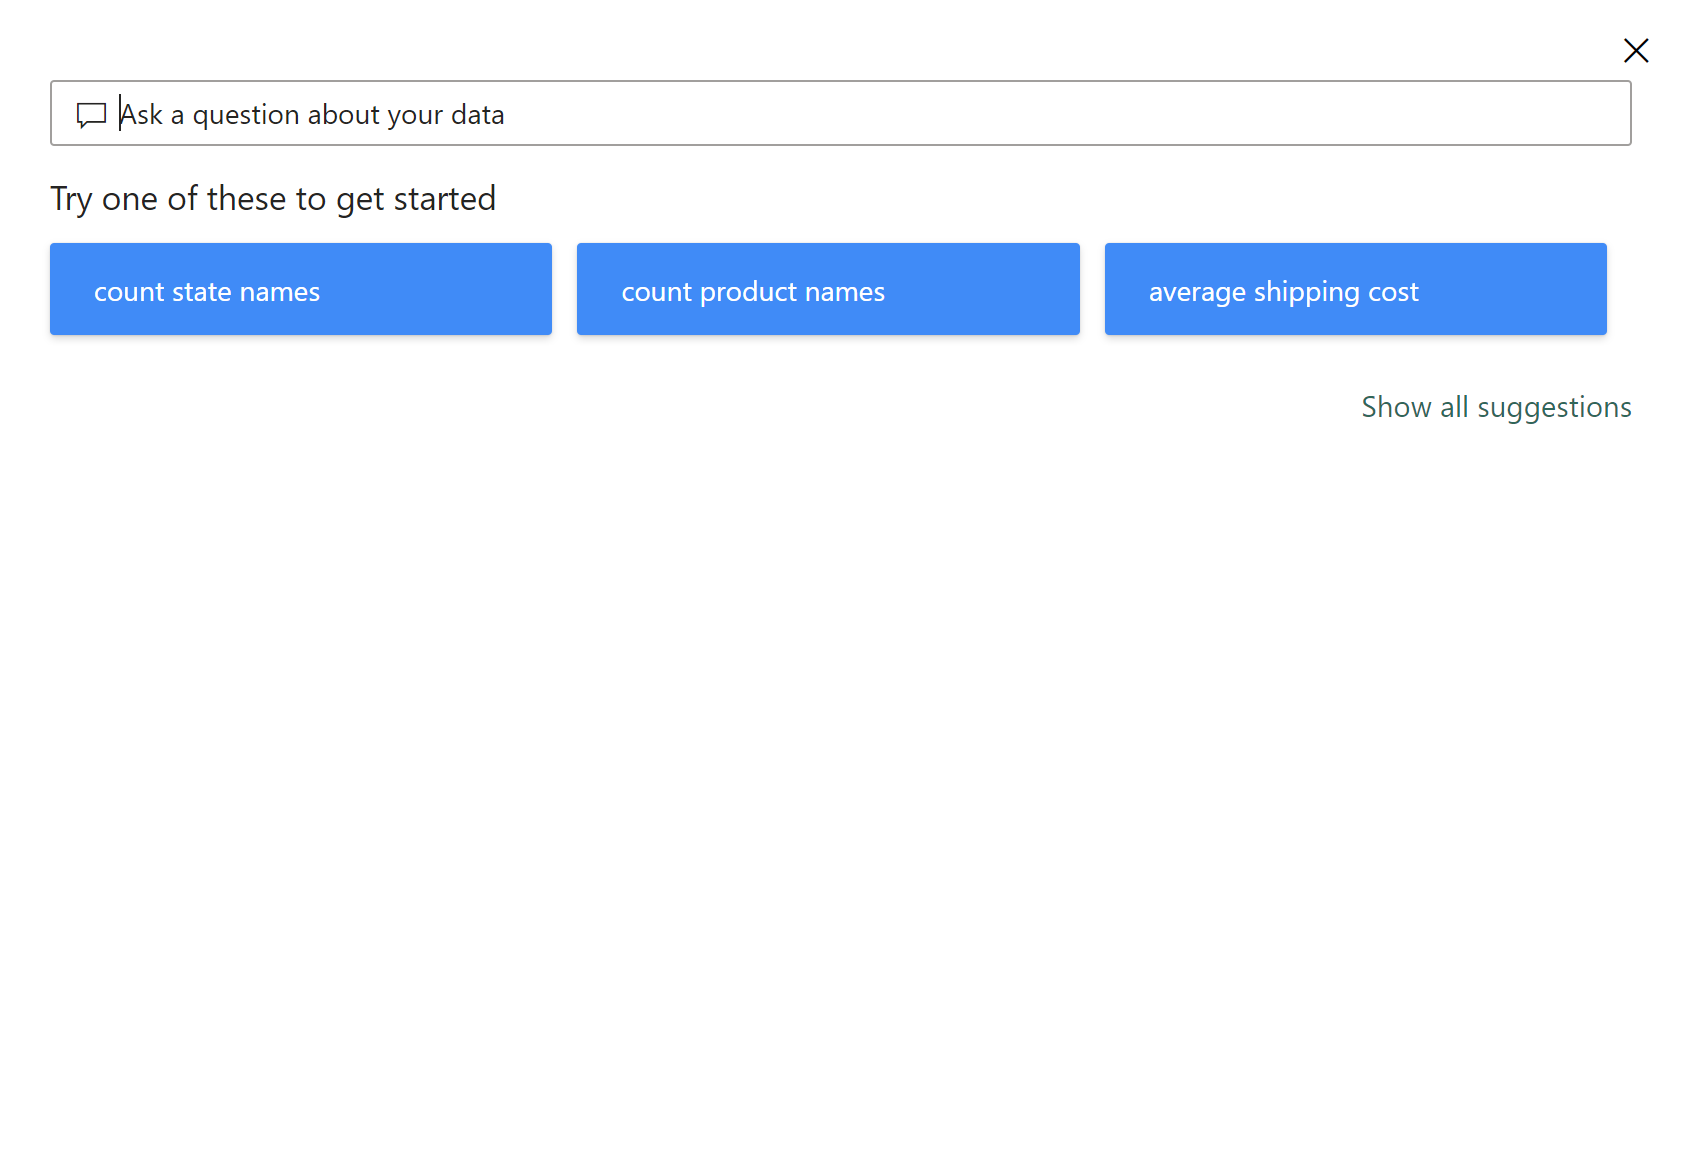 Ask a question about your data
Try one of these to get started
count state names
count product names
average shipping cost
Show all suggestions